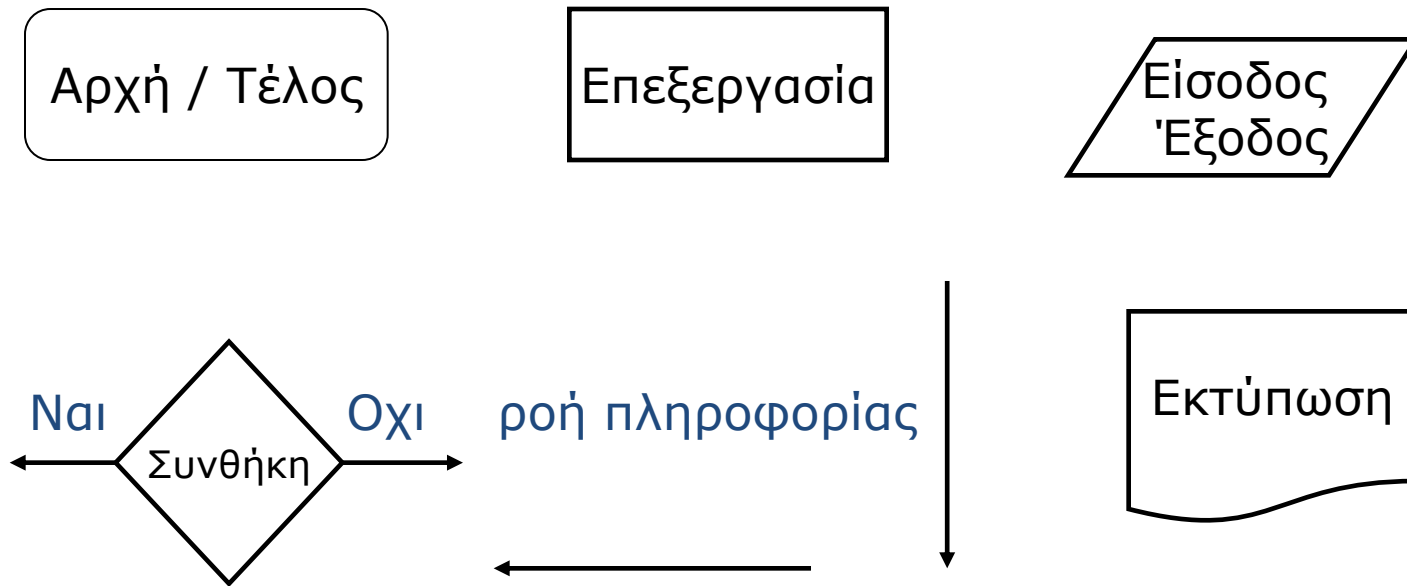 Αρχή / Τέλος
Επεξεργασία
Είσοδος
Έξοδος
Ναι
Συνθήκη
Οχι
ροή πληροφορίας
Εκτύπωση